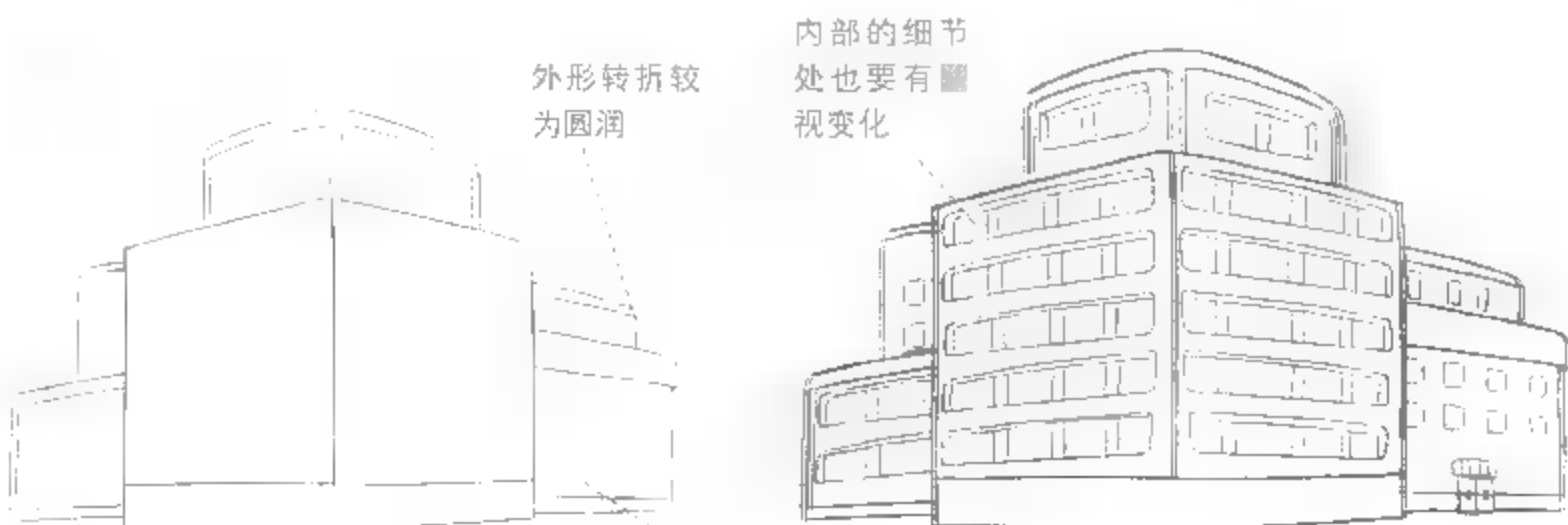 外形转折较
为圆润
内部的细节
处也要有
视变化